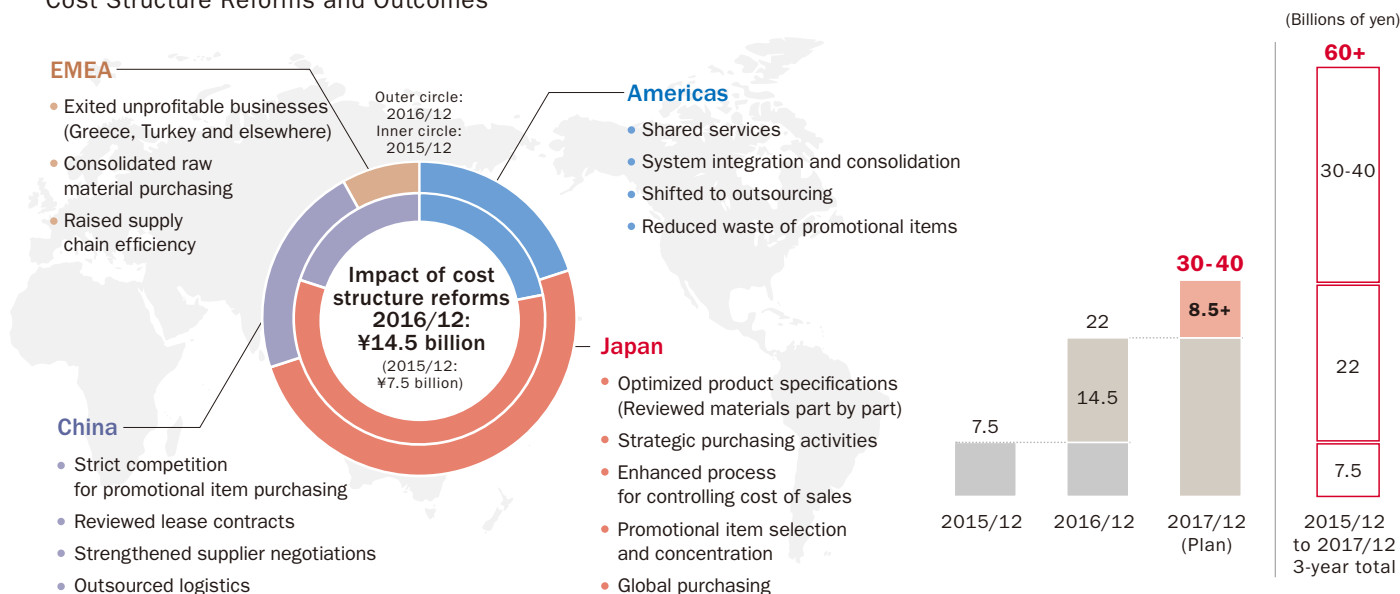 Cost Structure Reforms and Outcomes
EMEA
Exited unprofitable businesses
(Greece, Turkey and elsewhere)
Consolidated raw
material purchasing
Raised supply
chain efficiency
Outer circle:
2016/12
Inner circle:
2015/12
Americas
Shared services
System integration and consolidation
Shifted to outsourcing
Reduced waste of promotional items
Impact of cost
structure reforms
2016/12:
¥14.5 billion
(2015/12:
¥7.5 billion)
China
Strict competition
for promotional item purchasing
Reviewed lease contracts
Strengthened supplier negotiations
Outsourced logistics
Japan
Optimized product specifications
(Reviewed materials part by part)
Strategic purchasing activities
Enhanced process
for controlling cost of sales
Promotional item selection
and concentration
Global purchasing
7.5
2015/12
22
14.5
2016/12
30-40
8.5+
2017/12
(Plan)
(Billions of yen)
60+
30-40
22
7.5
2015/12
to 2017/12
3-year total